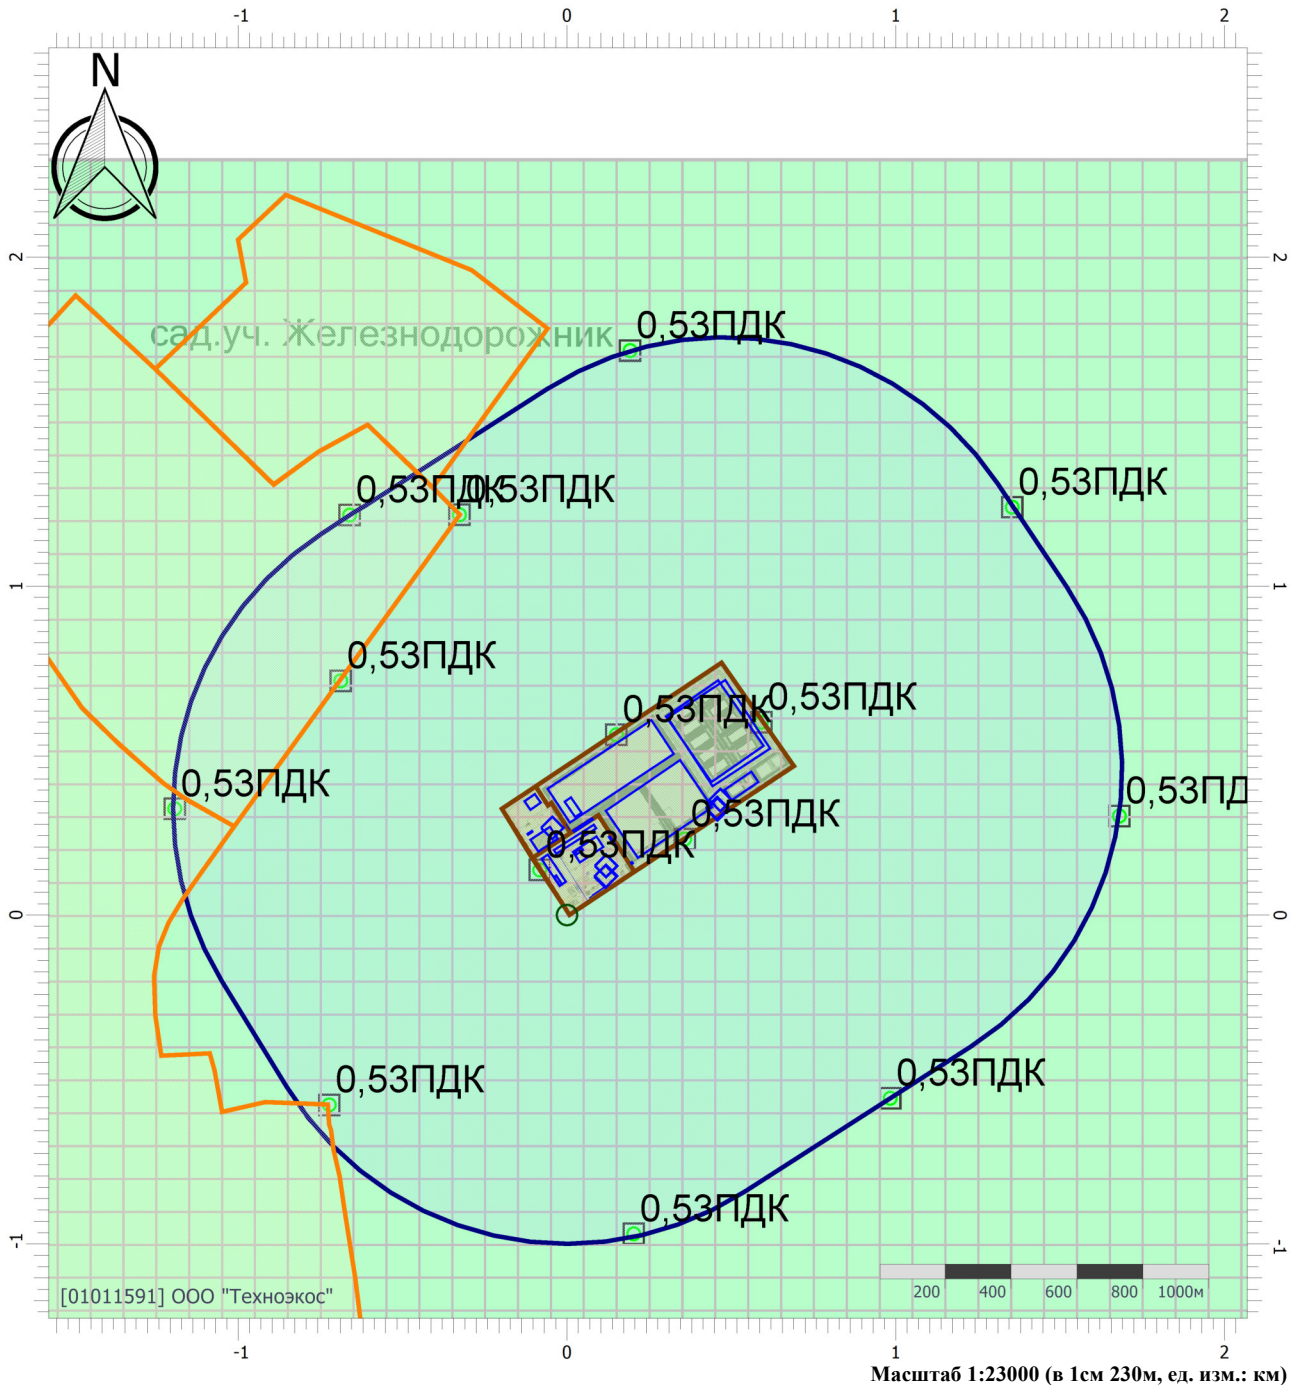 -1 0 1 2
N
2 2
сад.уч. Железнодорожник
0,53ПДК
0,53ПДК
0,53ПДК 0,53ПДК
1 1
0,53ПДК
0,53ПДК
0,53ПДК
0,53ПДК
0,53ПД
0,53ПДК
0,53ПДК
0 0
0,53ПДК
0,53ПДК
0,53ПДК
-1 -1
200 400 600 800 1000м
[01011591] ООО "Техноэкос"
-1 0 1 2
Масштаб 1:23000 (в 1см 230м, ед. изм.: км)